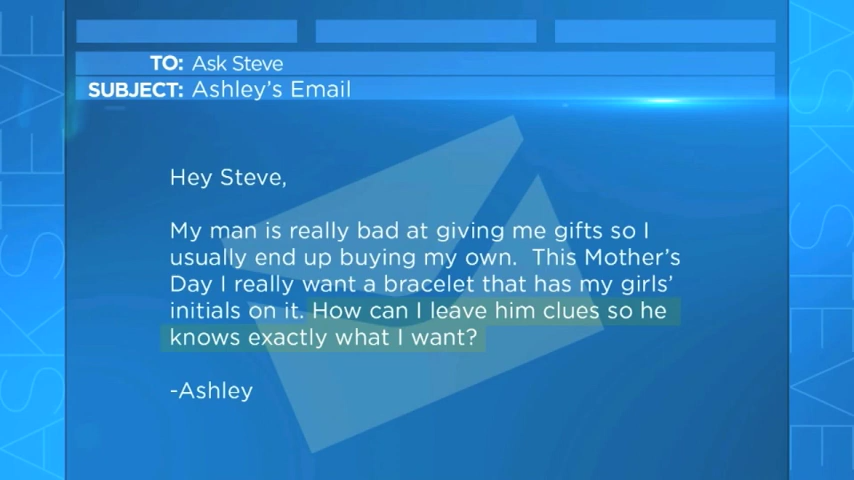 TO: Ask Steve
SUBJECT: Ashley's Email
Hey Steve,
My man is really bad at giving me gifts so I
usually end up buying my own.  This Mother's
Day I really want a bracelet that has my girls'
initials on it. How can I leave him clues so he
knows exactly what I want?
-Ashley
ASK STEVE
ASK STEVE